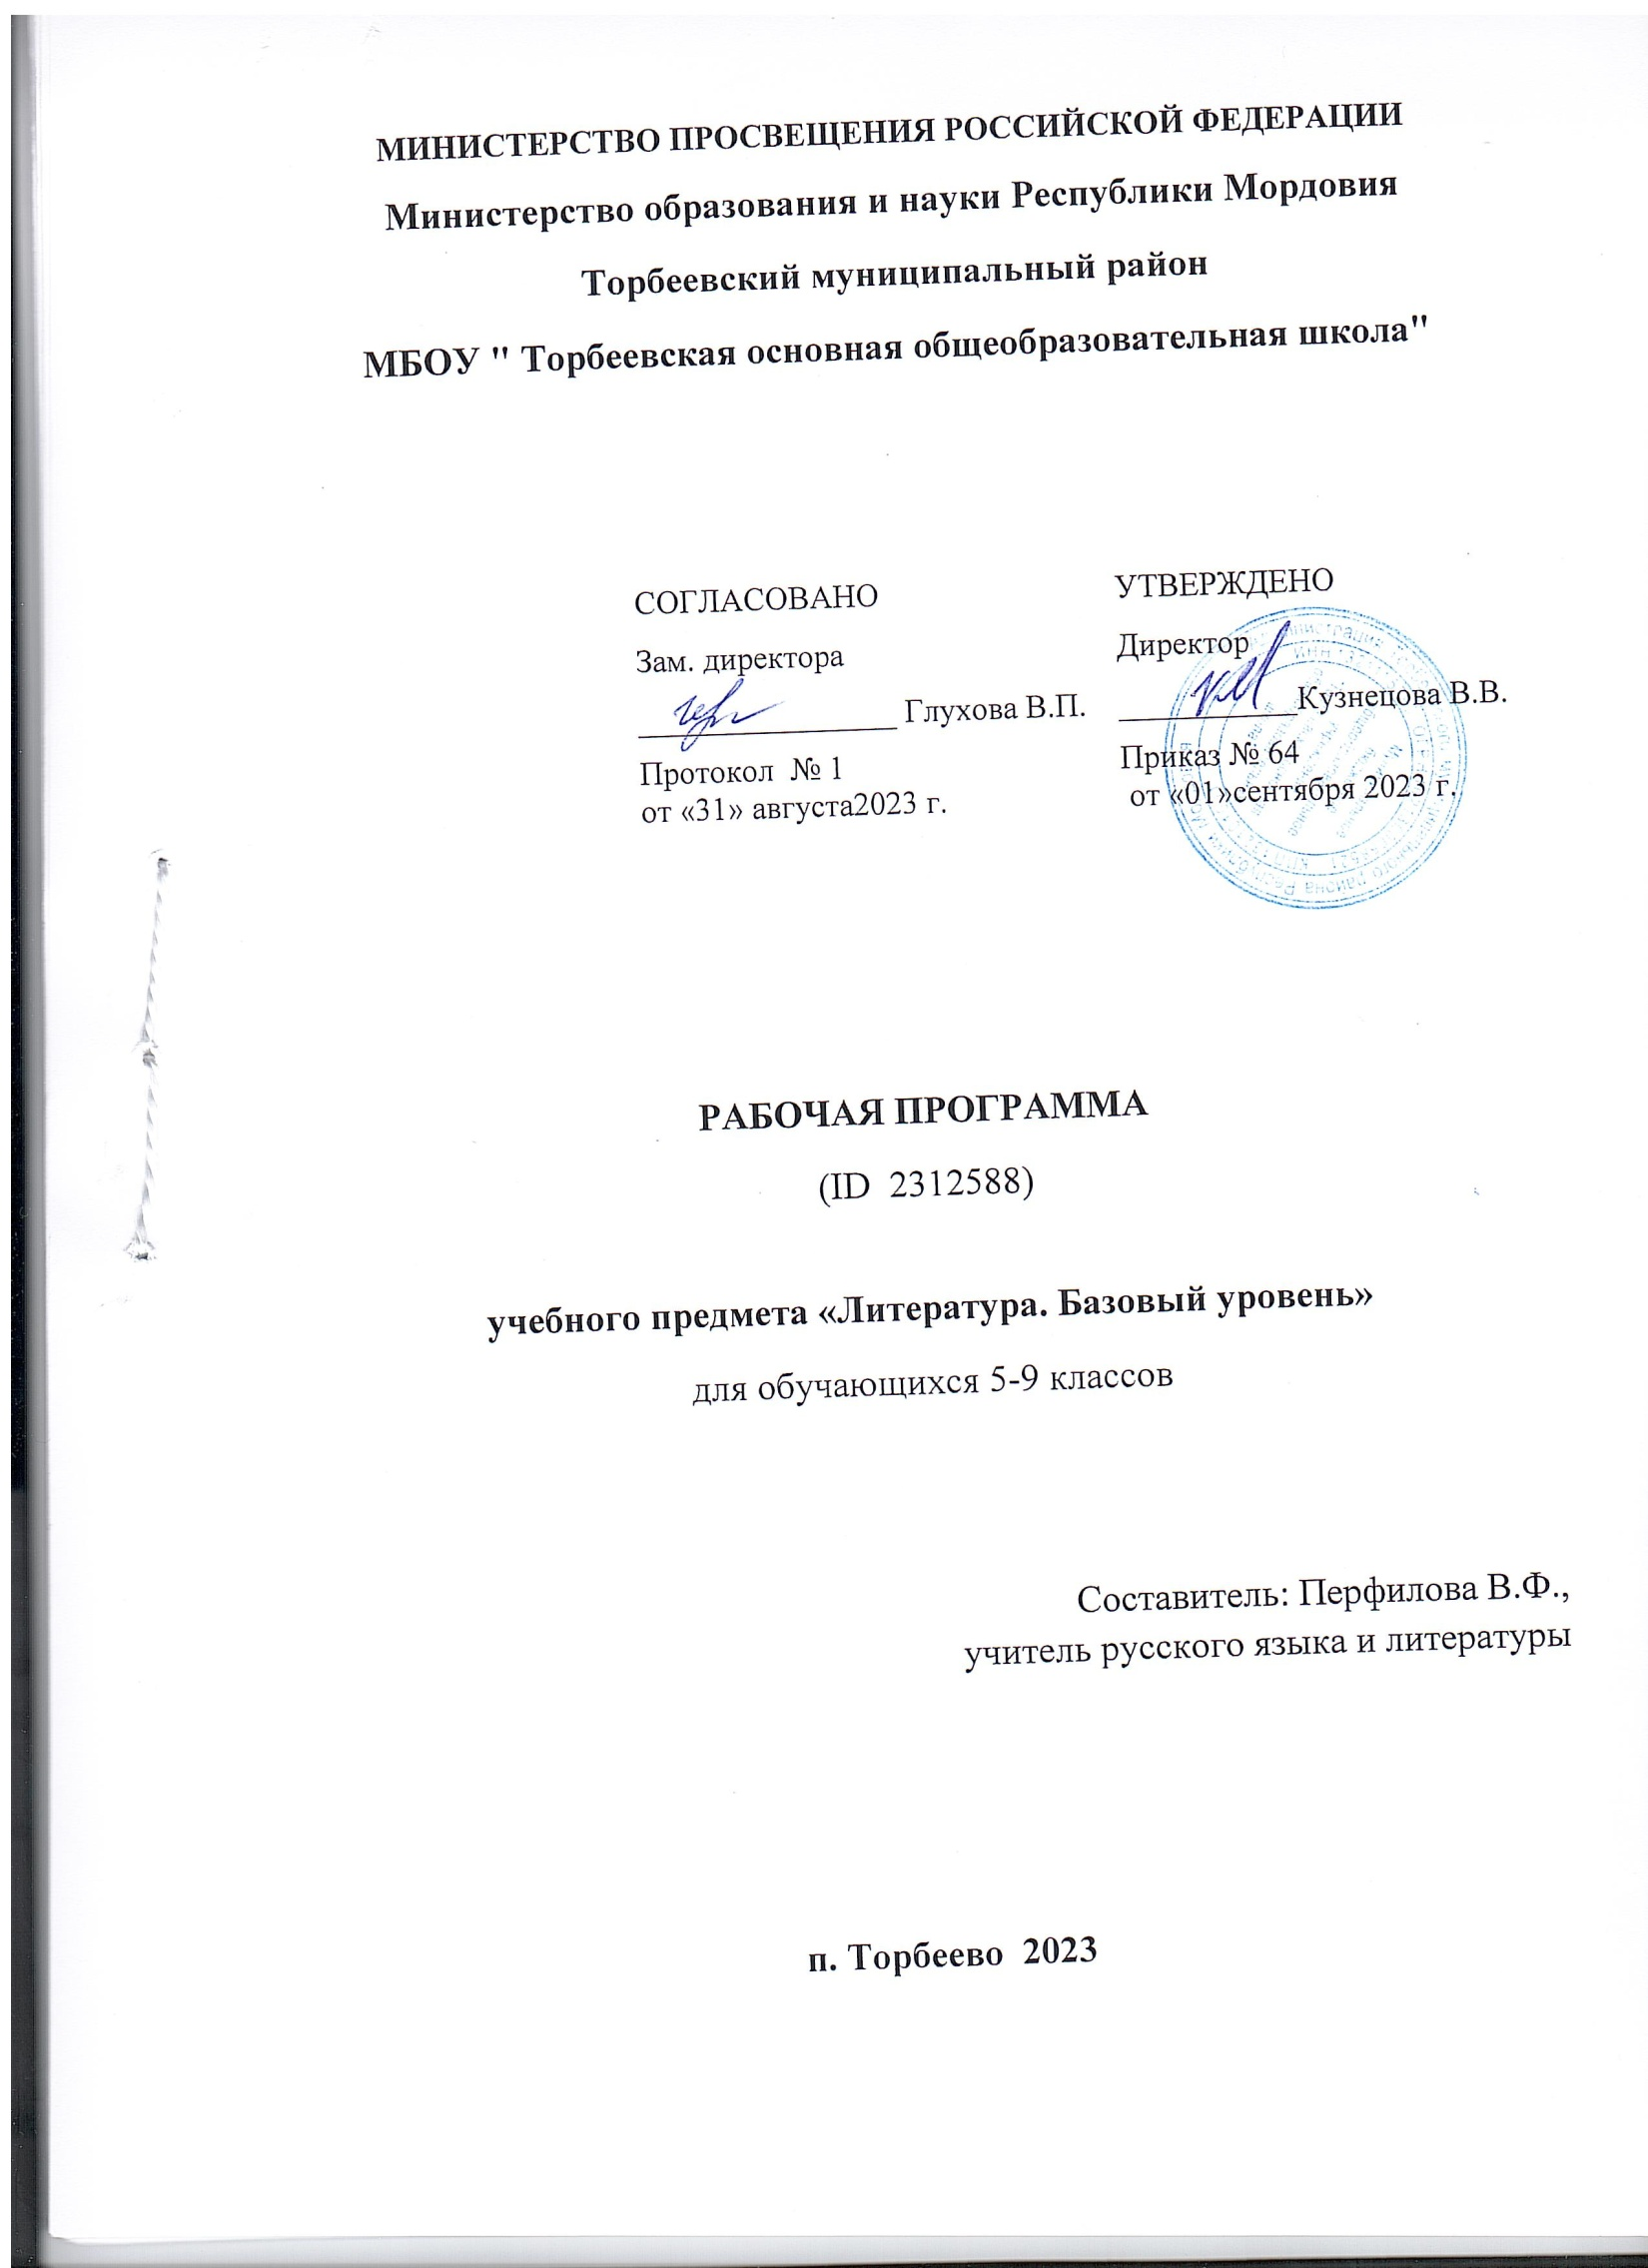 МИНИСТЕРСТВО ПРОСВЕЩЕНИЯ РОССИЙСКОЙ ФЕДЕРАЦИИ
Министерство образования и науки Республики Мордовия
Торбеевский муниципальный район
МБОУ " Торбеевская основная общеобразовательная школа"
СОГЛАСОВАНО
Зам. директора
Глухова В.П.
Протокол № 1
от «31» августа2023 г.
УТВЕРЖДЕНО
Директор
Кузнецова В.В.
Приказ № 64
от «01»сентября 2023 г.
РАБОЧАЯ ПРОГРАММА
(ID 2312588)
учебного предмета «Литература. Базовый уровень»
для обучающихся 5-9 классов
Составитель: Перфилова В.Ф.,
учитель русского языка и литературы
п. Торбеево 2023